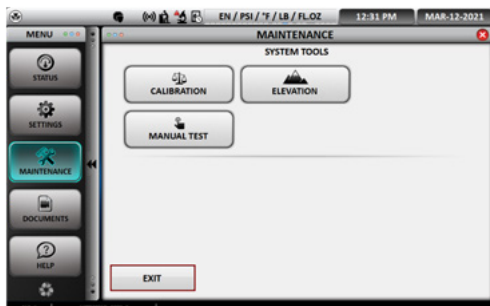 EN / PSI / °F / LB / FL.OZ
12:31 PM
MAR-12-2021
MENU
MAINTENANCE
SYSTEM TOOLS
STATUS
SETTINGS
MAINTENANCE
DOCUMENTS
HELP
CALIBRATION
ELEVATION
MANUAL TEST
EXIT